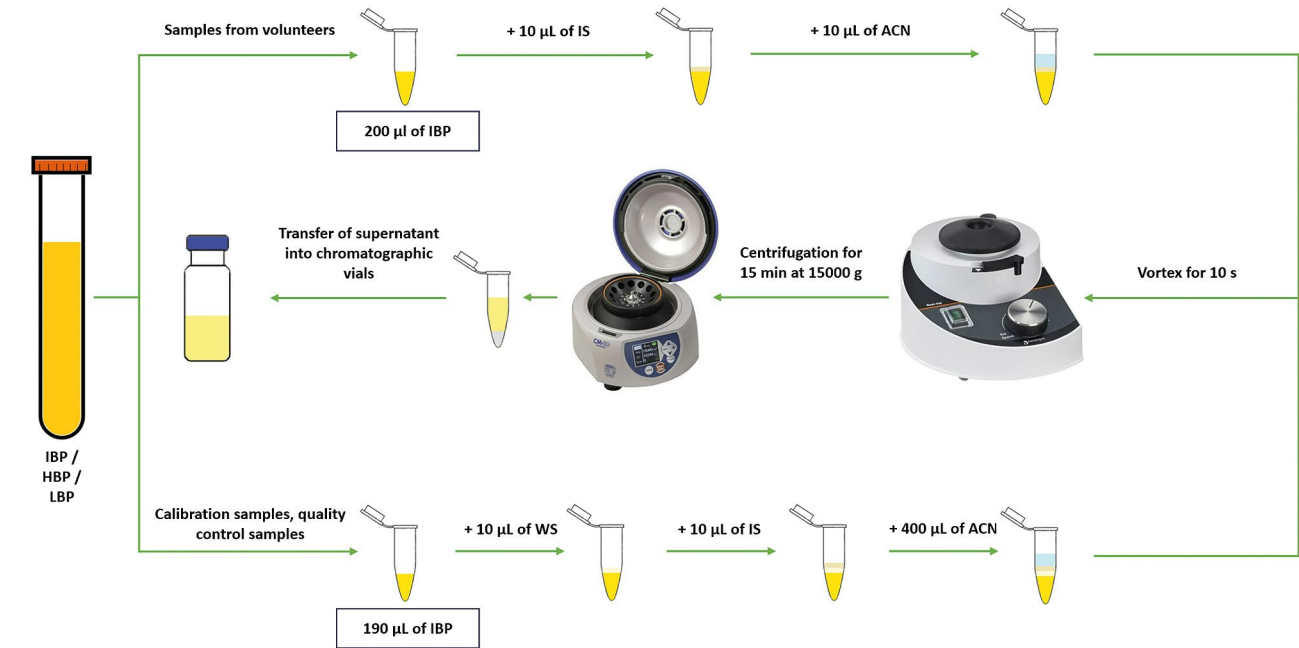 Samples from volunteers
+ 10 µL of IS
+ 10 µL of ACN
200 µl of IBP
Transfer of supernatant
into chromatographic
vials
Centrifugation for
15 min at 15000 g
Vortex for 10 s
IBP /
HBP /
LBP
Calibration samples, quality
control samples
+ 10 µL of WS
+ 10 µL of IS
+ 400 µL of ACN
190 µL of IBP